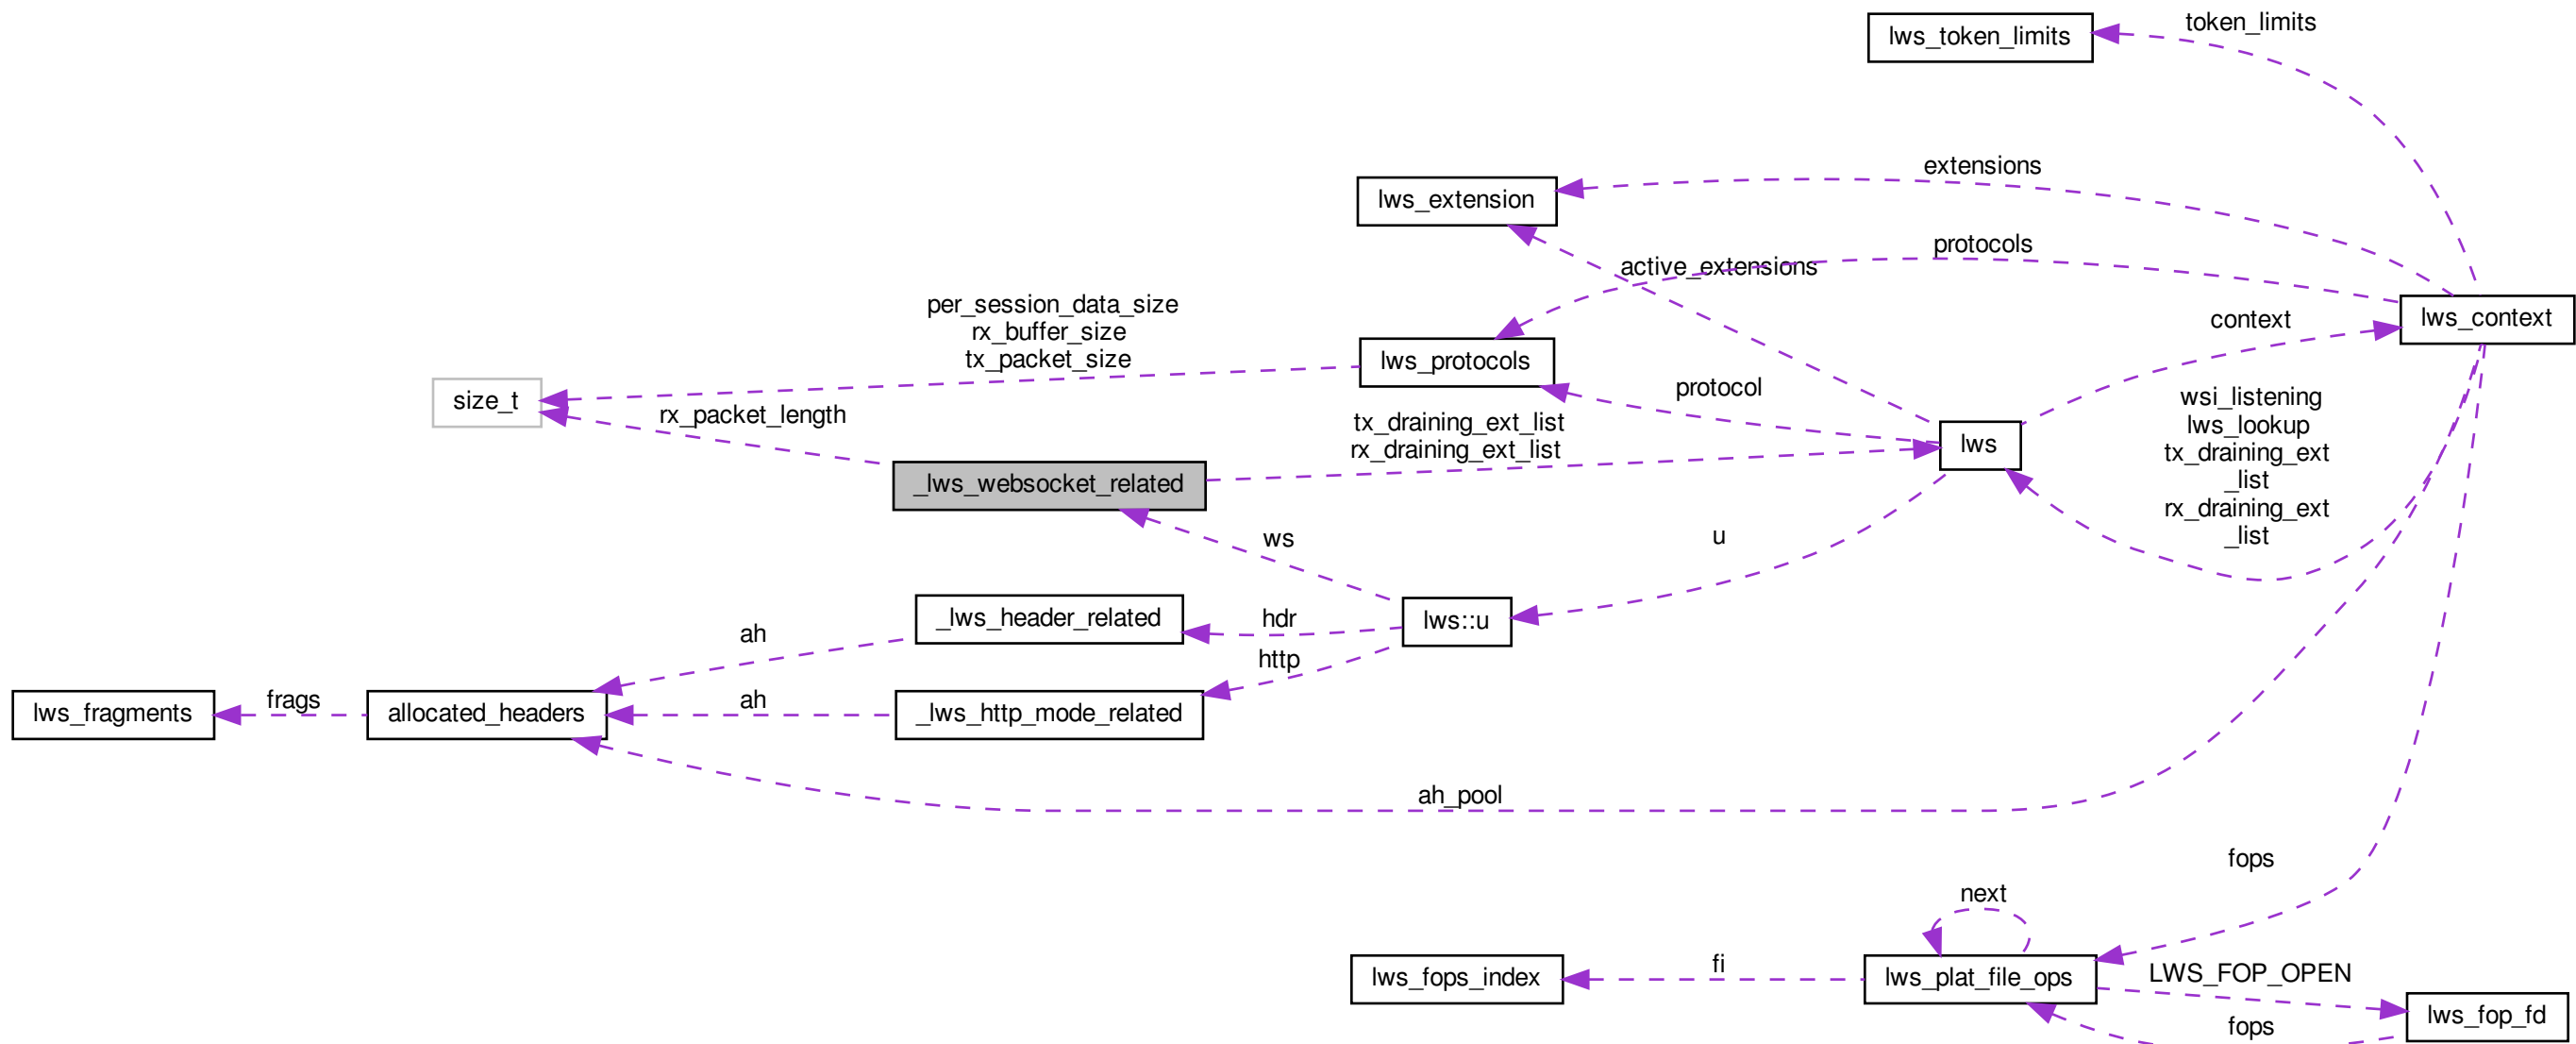 token_limits
lws_token_limits
extensions
lws_extension
protocols
active_extensions
per_session_data_size
rx_buffer_size
tx_packet_size
context
lws_context
lws_protocols
protocol
size_t
rx_packet_length
tx_draining_ext_list
rx_draining_ext_list
lws
wsi_listening
lws_lookup
tx_draining_ext
_list
rx_draining_ext
_list
_lws_websocket_related
ws
u
_lws_header_related
hdr
lws::u
ah
http
lws_fragments
frags
allocated_headers
ah
_lws_http_mode_related
ah_pool
fops
next
lws_fops_index
fi
lws_plat_file_ops
LWS_FOP_OPEN
lws_fop_fd
fops